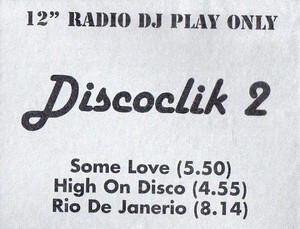 12” RADIO DJ PLAY ONLY
Discoclik 2
Some Love (5.50)
High On Disco (4.55)
Rio De Janerio (8.14)